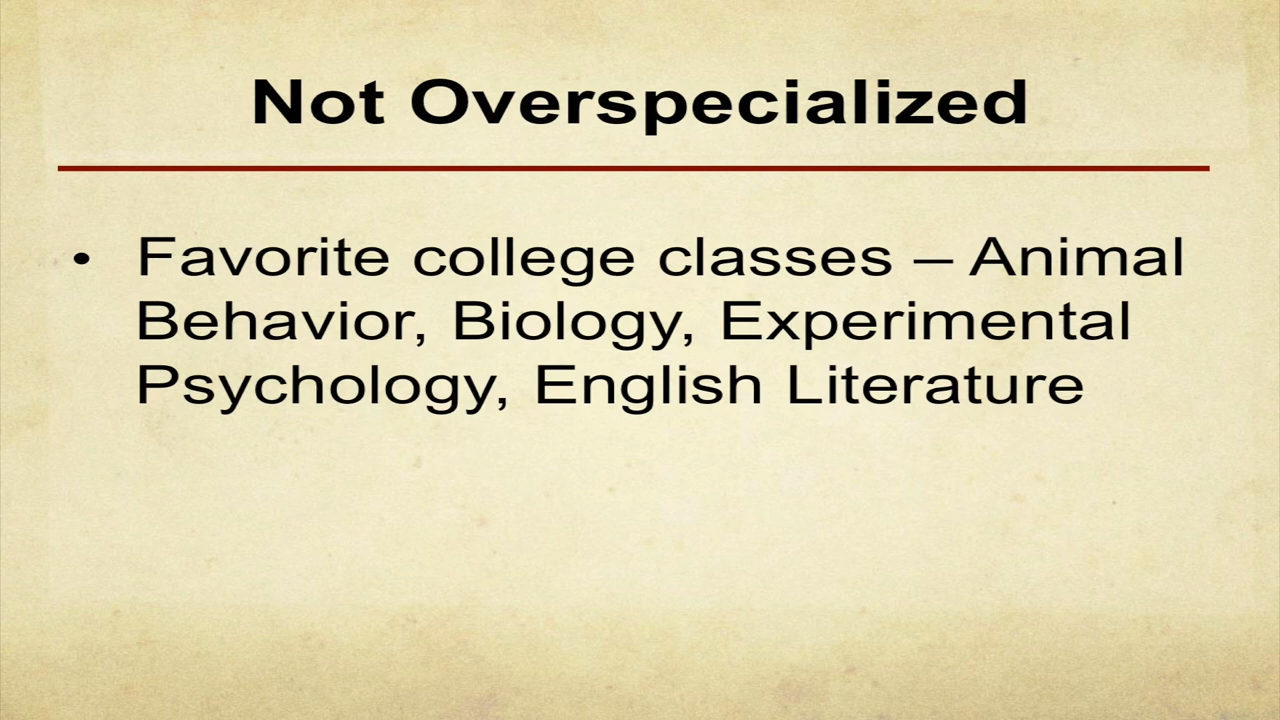 Not Overspecialized
• Favorite college classes – Animal
Behavior, Biology, Experimental
Psychology, English Literature